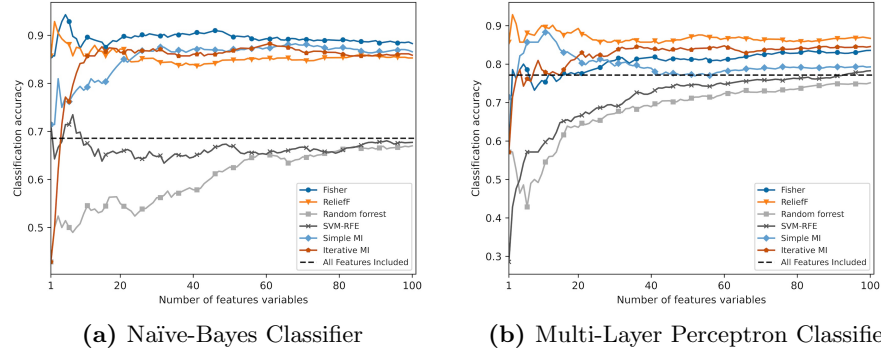 0.9
0.8
0.7
0.6
0.5
Classification accuracy
Fisher
ReliefF
Random forrest
SVM-RFE
Simple MI
Iterative MI
All Features Included
1 20 40 60 80 100
Number of features variables
(a) Naïve-Bayes Classifier
0.9
0.8
0.7
0.6
0.5
0.4
0.3
Classification accuracy
Fisher
ReliefF
Random forrest
SVM-RFE
Simple MI
Iterative MI
All Features Included
1 20 40 60 80 100
Number of features variables
(b) Multi-Layer Perceptron Classifie